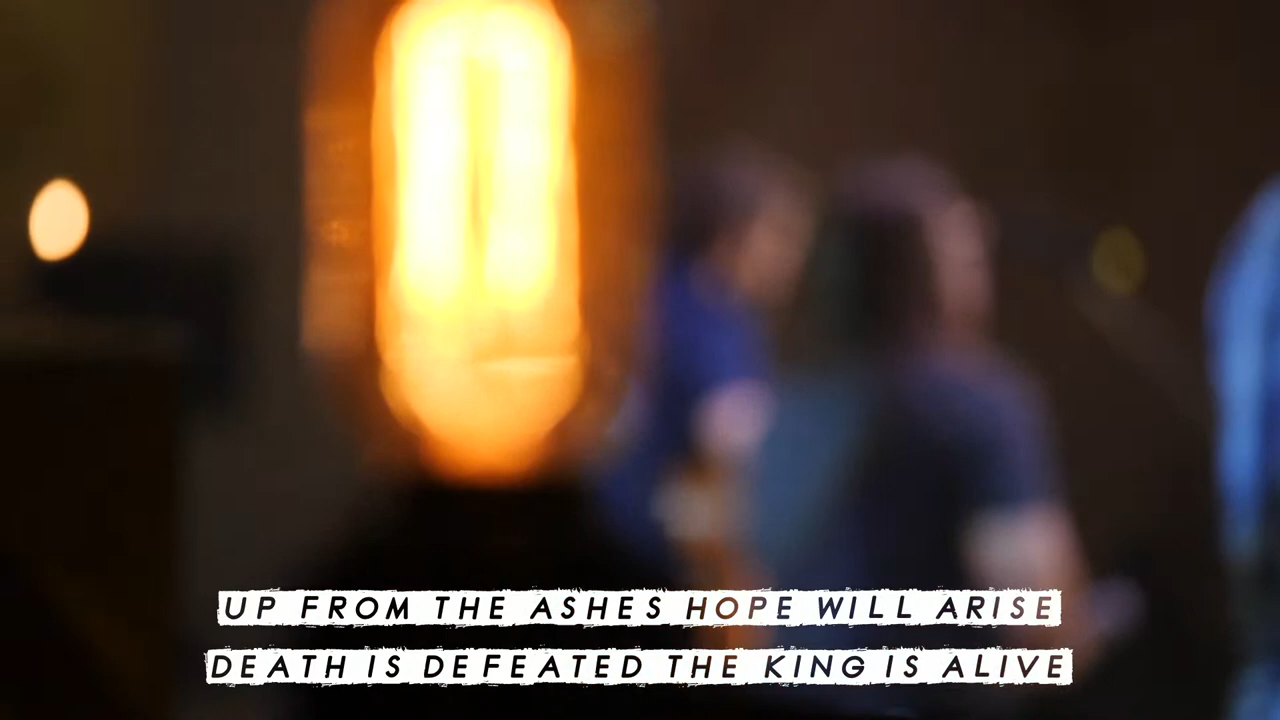 UP FROM THE ASHES HOPE WILL ARISE
DEATH IS DEFEATED THE KING IS ALIVE